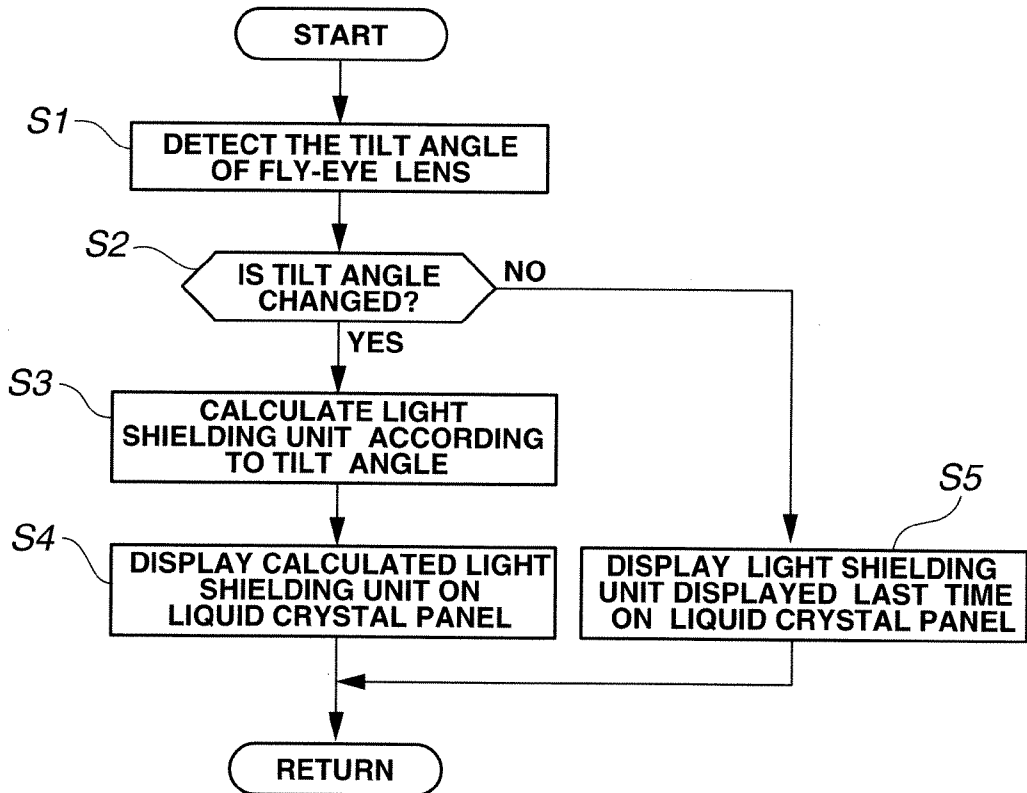 START
S1
DETECT THE TILT ANGLE
OF FLY-EYE LENS
S2
IS TILT ANGLE
CHANGED?
NO
YES
S3
CALCULATE LIGHT
SHIELDING UNIT ACCORDING
TO TILT ANGLE
S4
DISPLAY CALCULATED LIGHT
SHIELDING UNIT ON
LIQUID CRYSTAL PANEL
S5
DISPLAY LIGHT SHIELDING
UNIT DISPLAYED LAST TIME
ON LIQUID CRYSTAL PANEL
RETURN